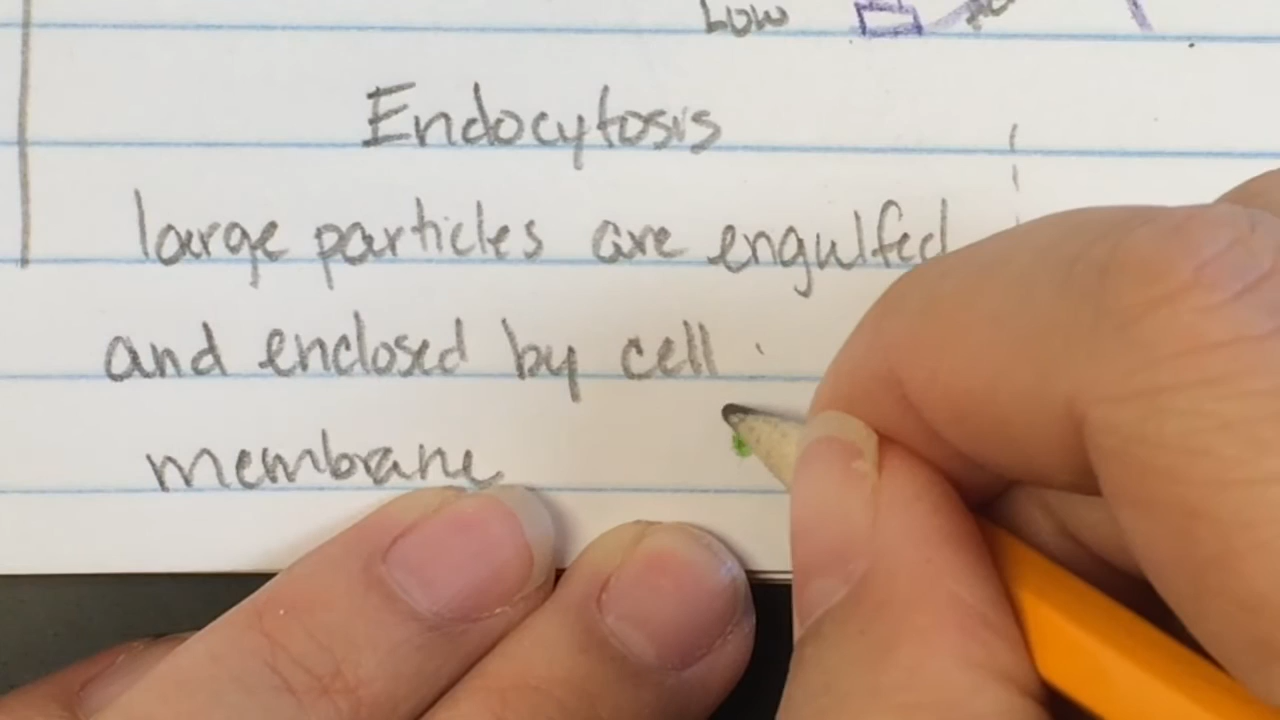 Low
Endocytosis
large particles are engulfed
and enclosed by cell
membrane